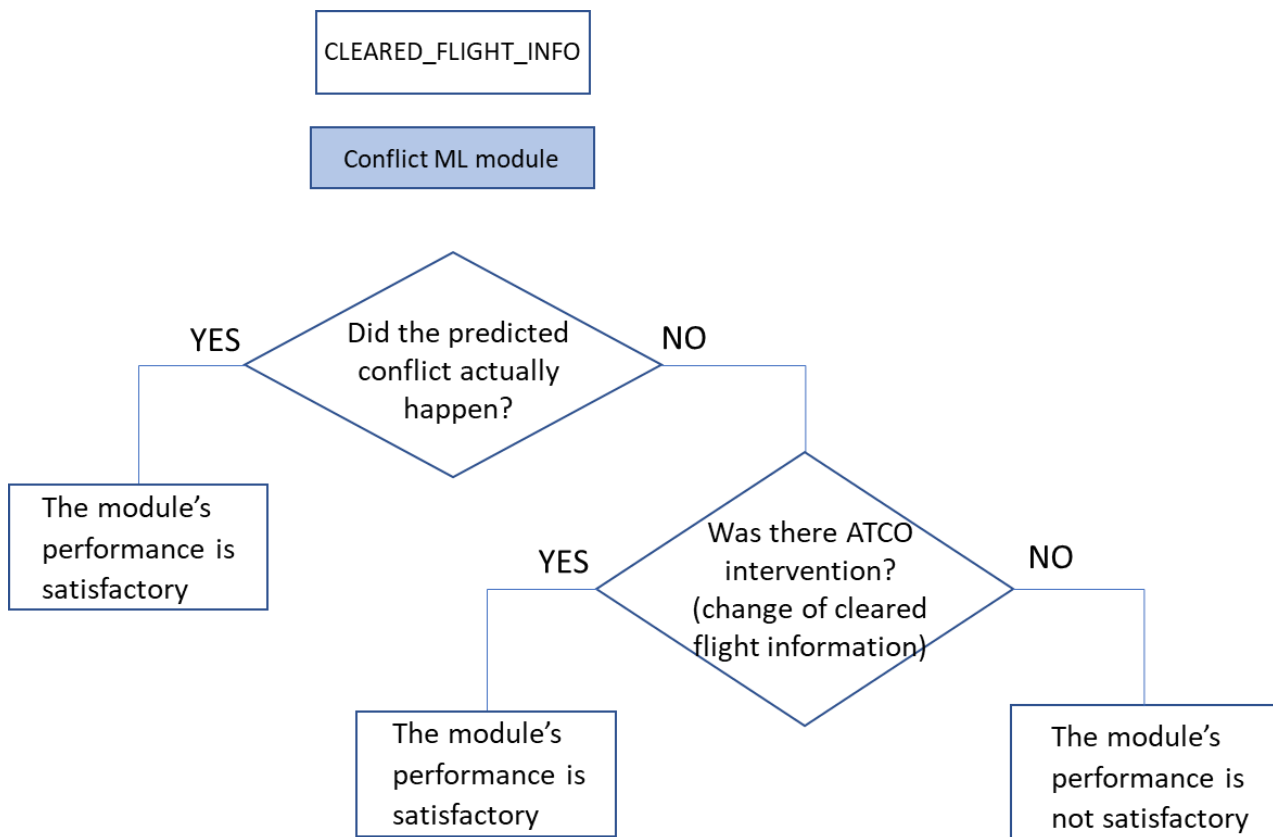 CLEARED_FLIGHT_INFO
Conflict ML module
YES
NO
Did the predicted
conflict actually
happen?
The module’s
performance is
satisfactory
YES
NO
Was there ATCO
intervention?
(change of cleared
flight information)
The module’s
performance is
satisfactory
The module’s
performance is
not satisfactory